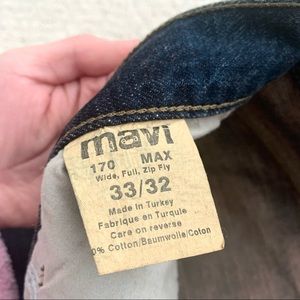 mavi
170 MAX
Wide, Full, Zip Fly
33/32
Made in Turkey
Fabrique en Turquie
Care on reverse
0% Cotton/Baumwolle/Coton